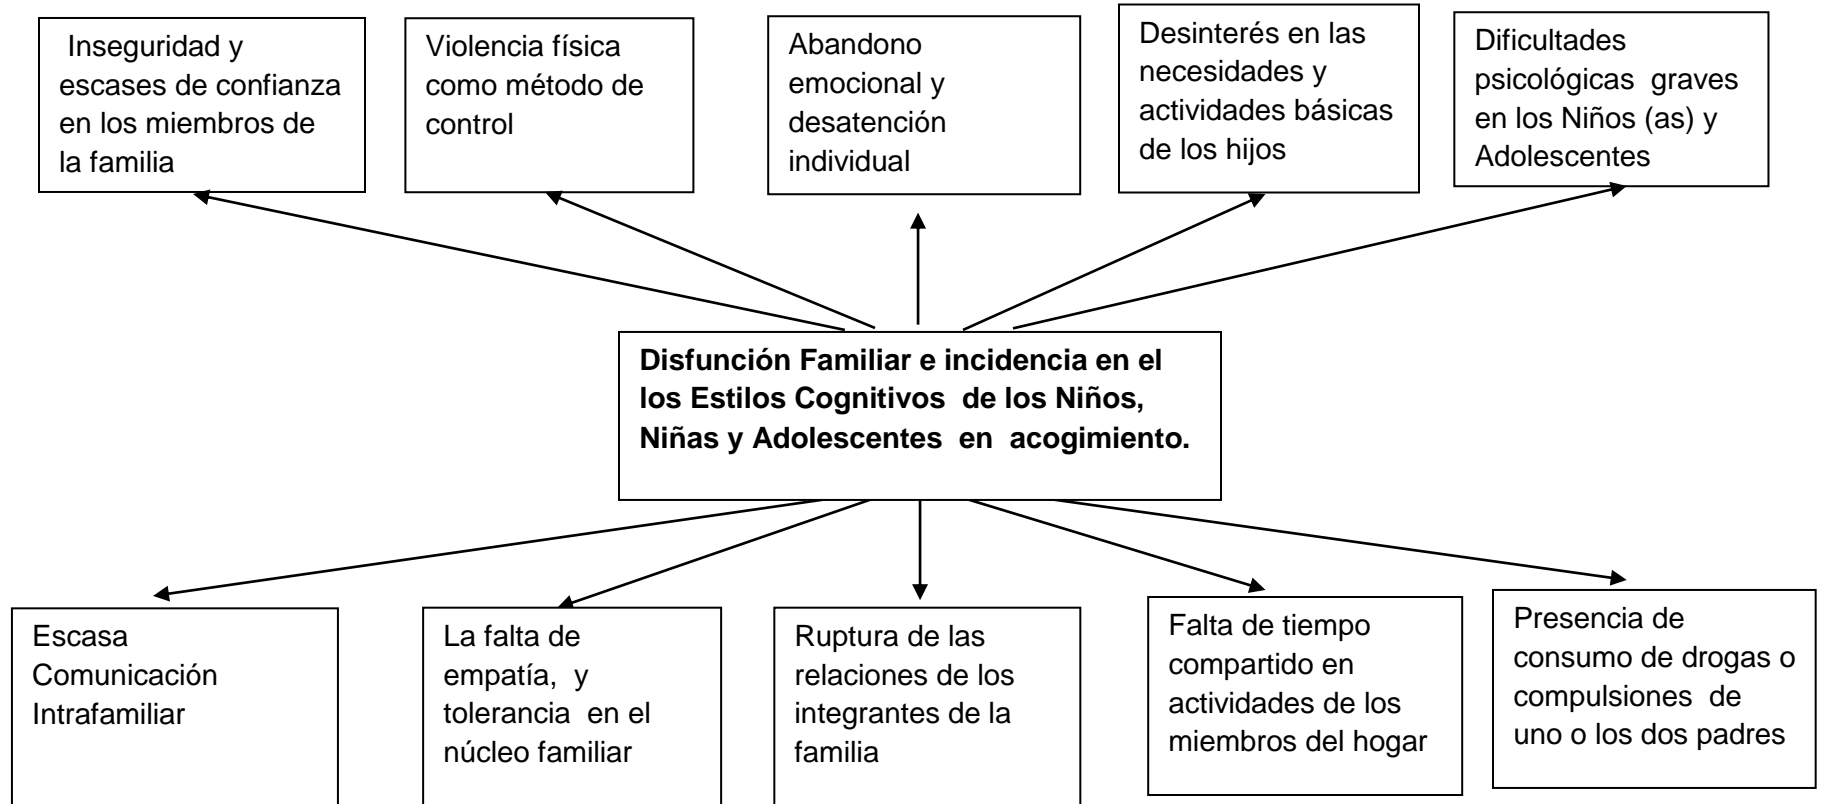 Inseguridad y
escases de confianza
en los miembros de
la familia
Violencia física
como método de
control
Abandono
emocional y
desatención
individual
Desinterés en las
necesidades y
actividades básicas
de los hijos
Dificultades
psicológicas graves
en los Niños (as) y
Adolescentes
Disfunción Familiar e incidencia en el
los Estilos Cognitivos de los Niños,
Niñas y Adolescentes en acogimiento.
Escasa
Comunicación
Intrafamiliar
La falta de
empatía, y
tolerancia en el
núcleo familiar
Ruptura de las
relaciones de los
integrantes de la
familia
Falta de tiempo
compartido en
actividades de los
miembros del hogar
Presencia de
consumo de drogas o
compulsiones de
uno o los dos padres